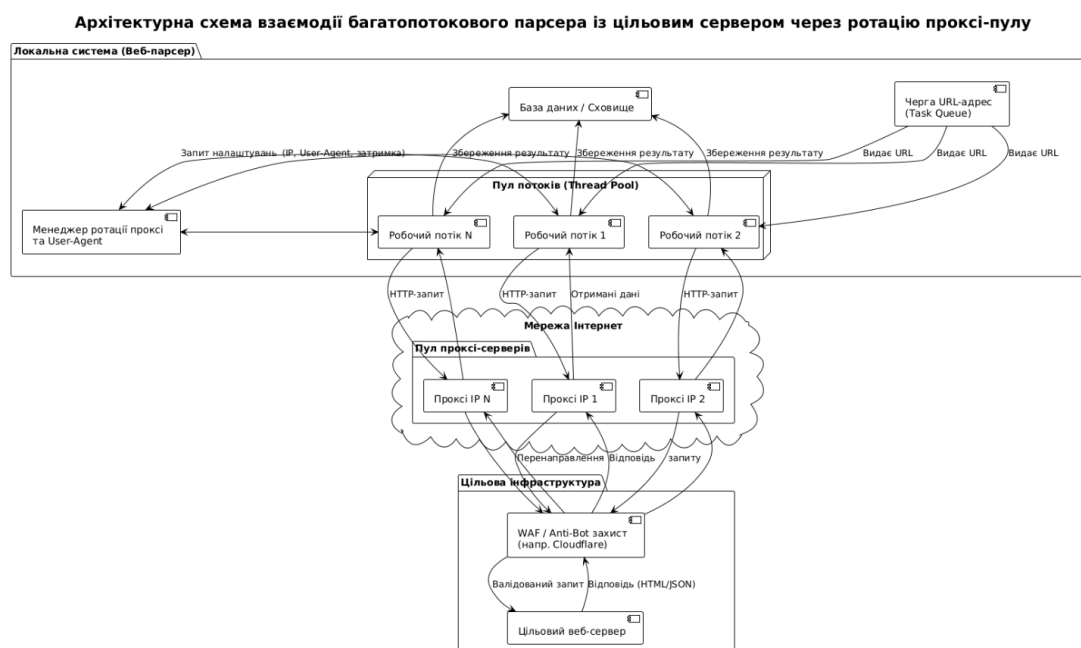 Архітектурна схема взаємодії багатопотокового парсера із цільовим сервером через ротацію проксі-пулу
Локальна система (Веб-парсер)
База даних / Сховище
Черга URL-адрес
(Task Queue)
Запит налаштувань (IP, User-Agent, затримка)
Збереження результату
Збереження результату
Збереження результату
Видає URL
Видає URL
Видає URL
Пул потоків (Thread Pool)
Менеджер ротації проксі
та User-Agent
Робочий потік N
Робочий потік 1
Робочий потік 2
HTTP-запит
HTTP-запит
Отримані дані
HTTP-запит
Мережа Інтернет
Пул проксі-серверів
Проксі IP N
Проксі IP 1
Проксі IP 2
Перенаправлення
Відповідь
запиту
Цільова інфраструктура
WAF / Anti-Bot захист
(напр. Cloudflare)
Валідований запит
Відповідь (HTML/JSON)
Цільовий веб-сервер